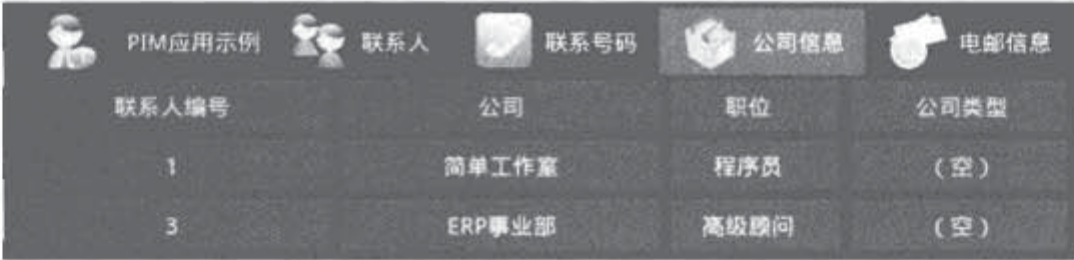 PIM应用示例 联系人 联系号码 公司信息 电邮信息
联系人编号 公司 职位 公司类型
1 简单工作室 程序员 （空）
3 ERP事业部 高级顾问 （空）